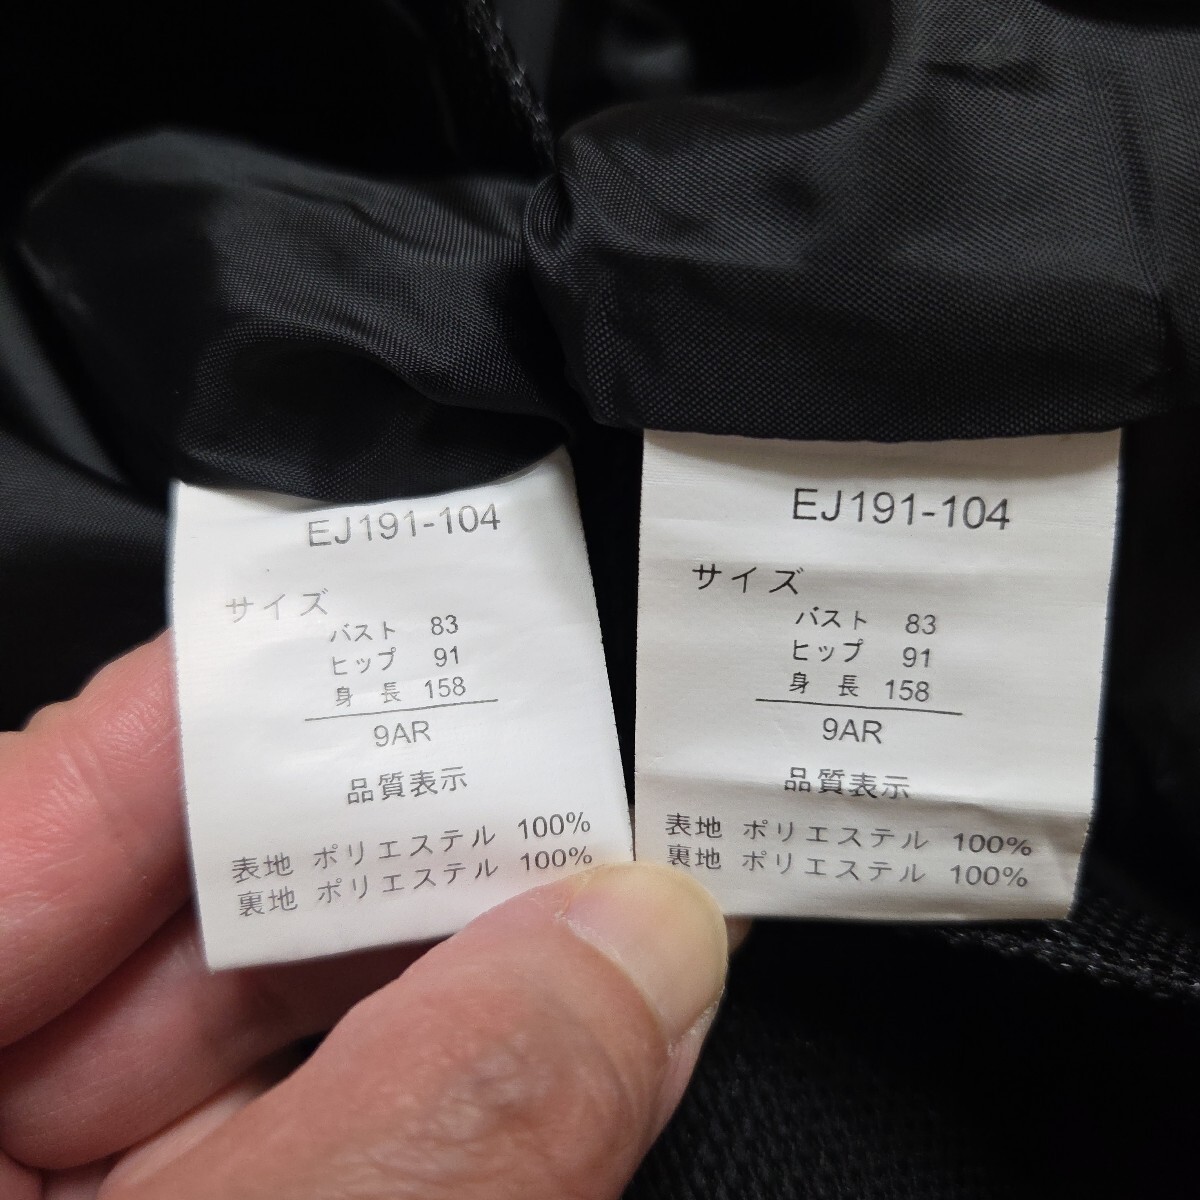 EJ191-104
サイズ
バスト 83
ヒップ 91
身 長 158
9AR
品質表示
表地 ポリエステル 100%
裏地 ポリエステル 100%
EJ191-104
サイズ
バスト 83
ヒップ 91
身 長 158
9AR
品質表示
表地 ポリエステル 100%
裏地 ポリエステル 100%